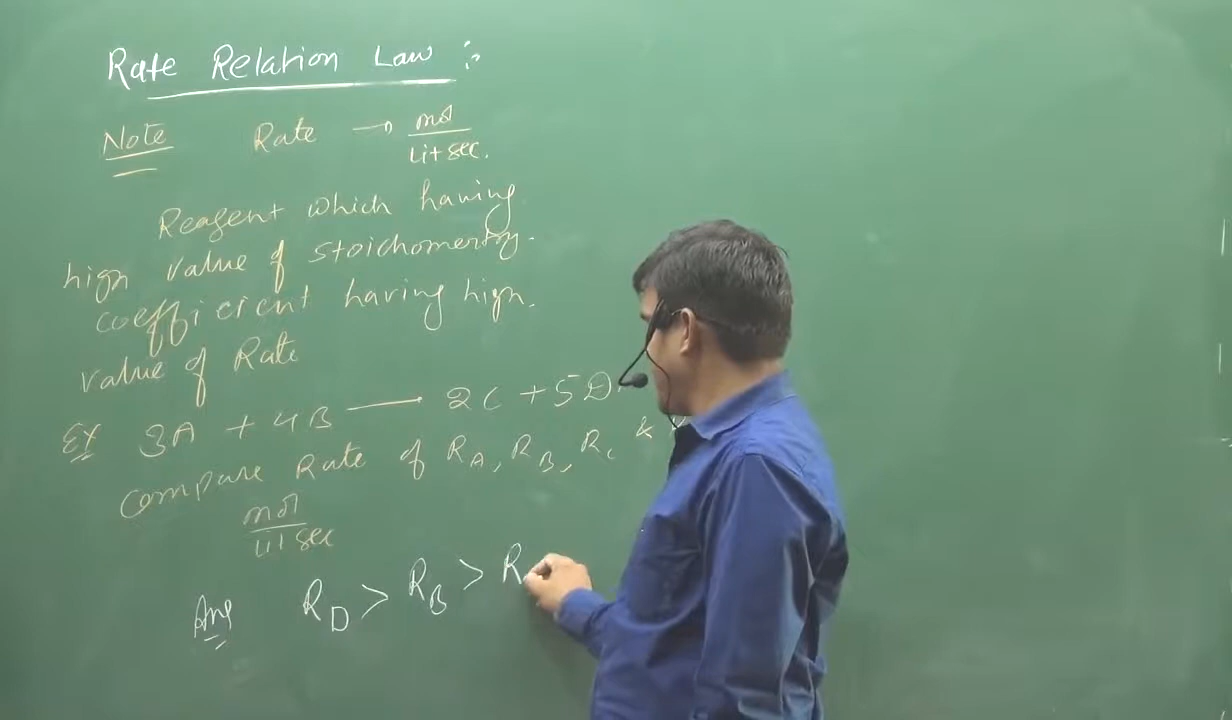 Rate Relation Law :-
Note Rate → mol / Lit sec.
Reagent which having
high value of stoichomertry
coefficient having high
value of Rate
Ex 3A + 4B → 2C + 5D
Compare Rate of RA, RB, RC &
mol / Lit sec
Ans RD > RB > R